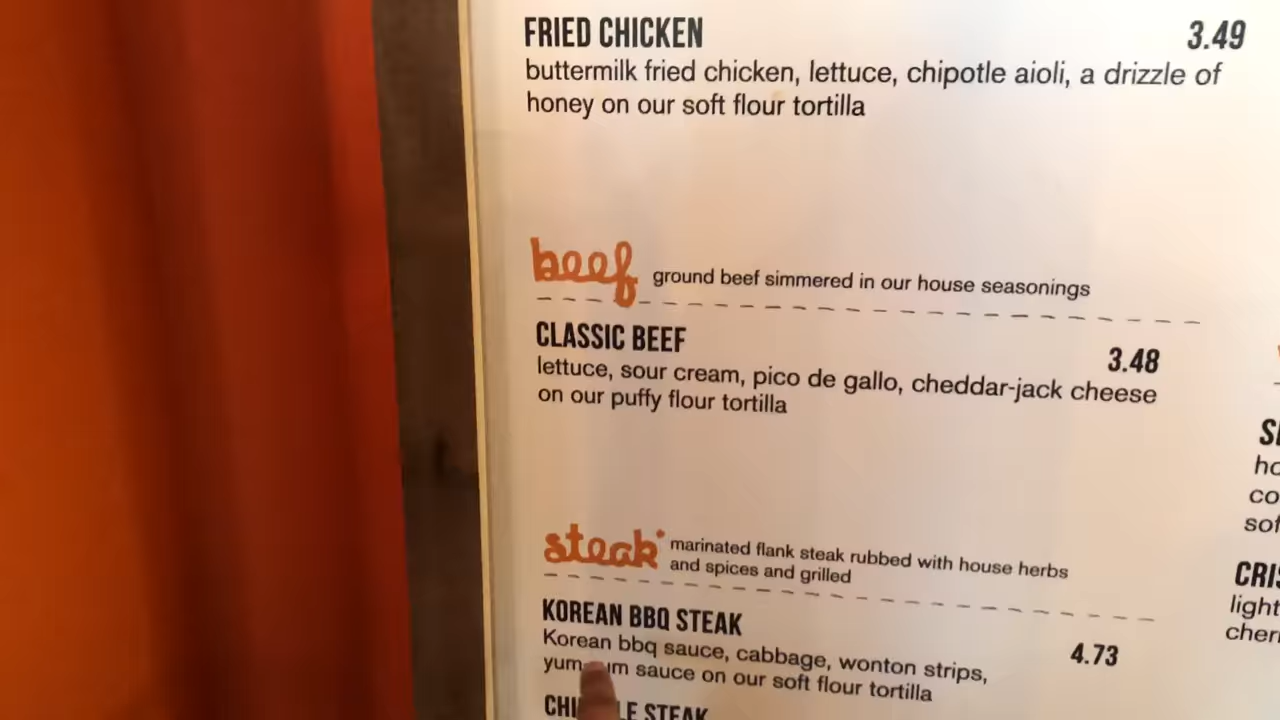 FRIED CHICKEN 3.49
buttermilk fried chicken, lettuce, chipotle aioli, a drizzle of
honey on our soft flour tortilla
beef ground beef simmered in our house seasonings
CLASSIC BEEF 3.48
lettuce, sour cream, pico de gallo, cheddar-jack cheese
on our puffy flour tortilla
steak* marinated flank steak rubbed with house herbs
and spices and grilled
KOREAN BBQ STEAK 4.73
Korean bbq sauce, cabbage, wonton strips,
sauce on our soft flour tortilla
STEAK